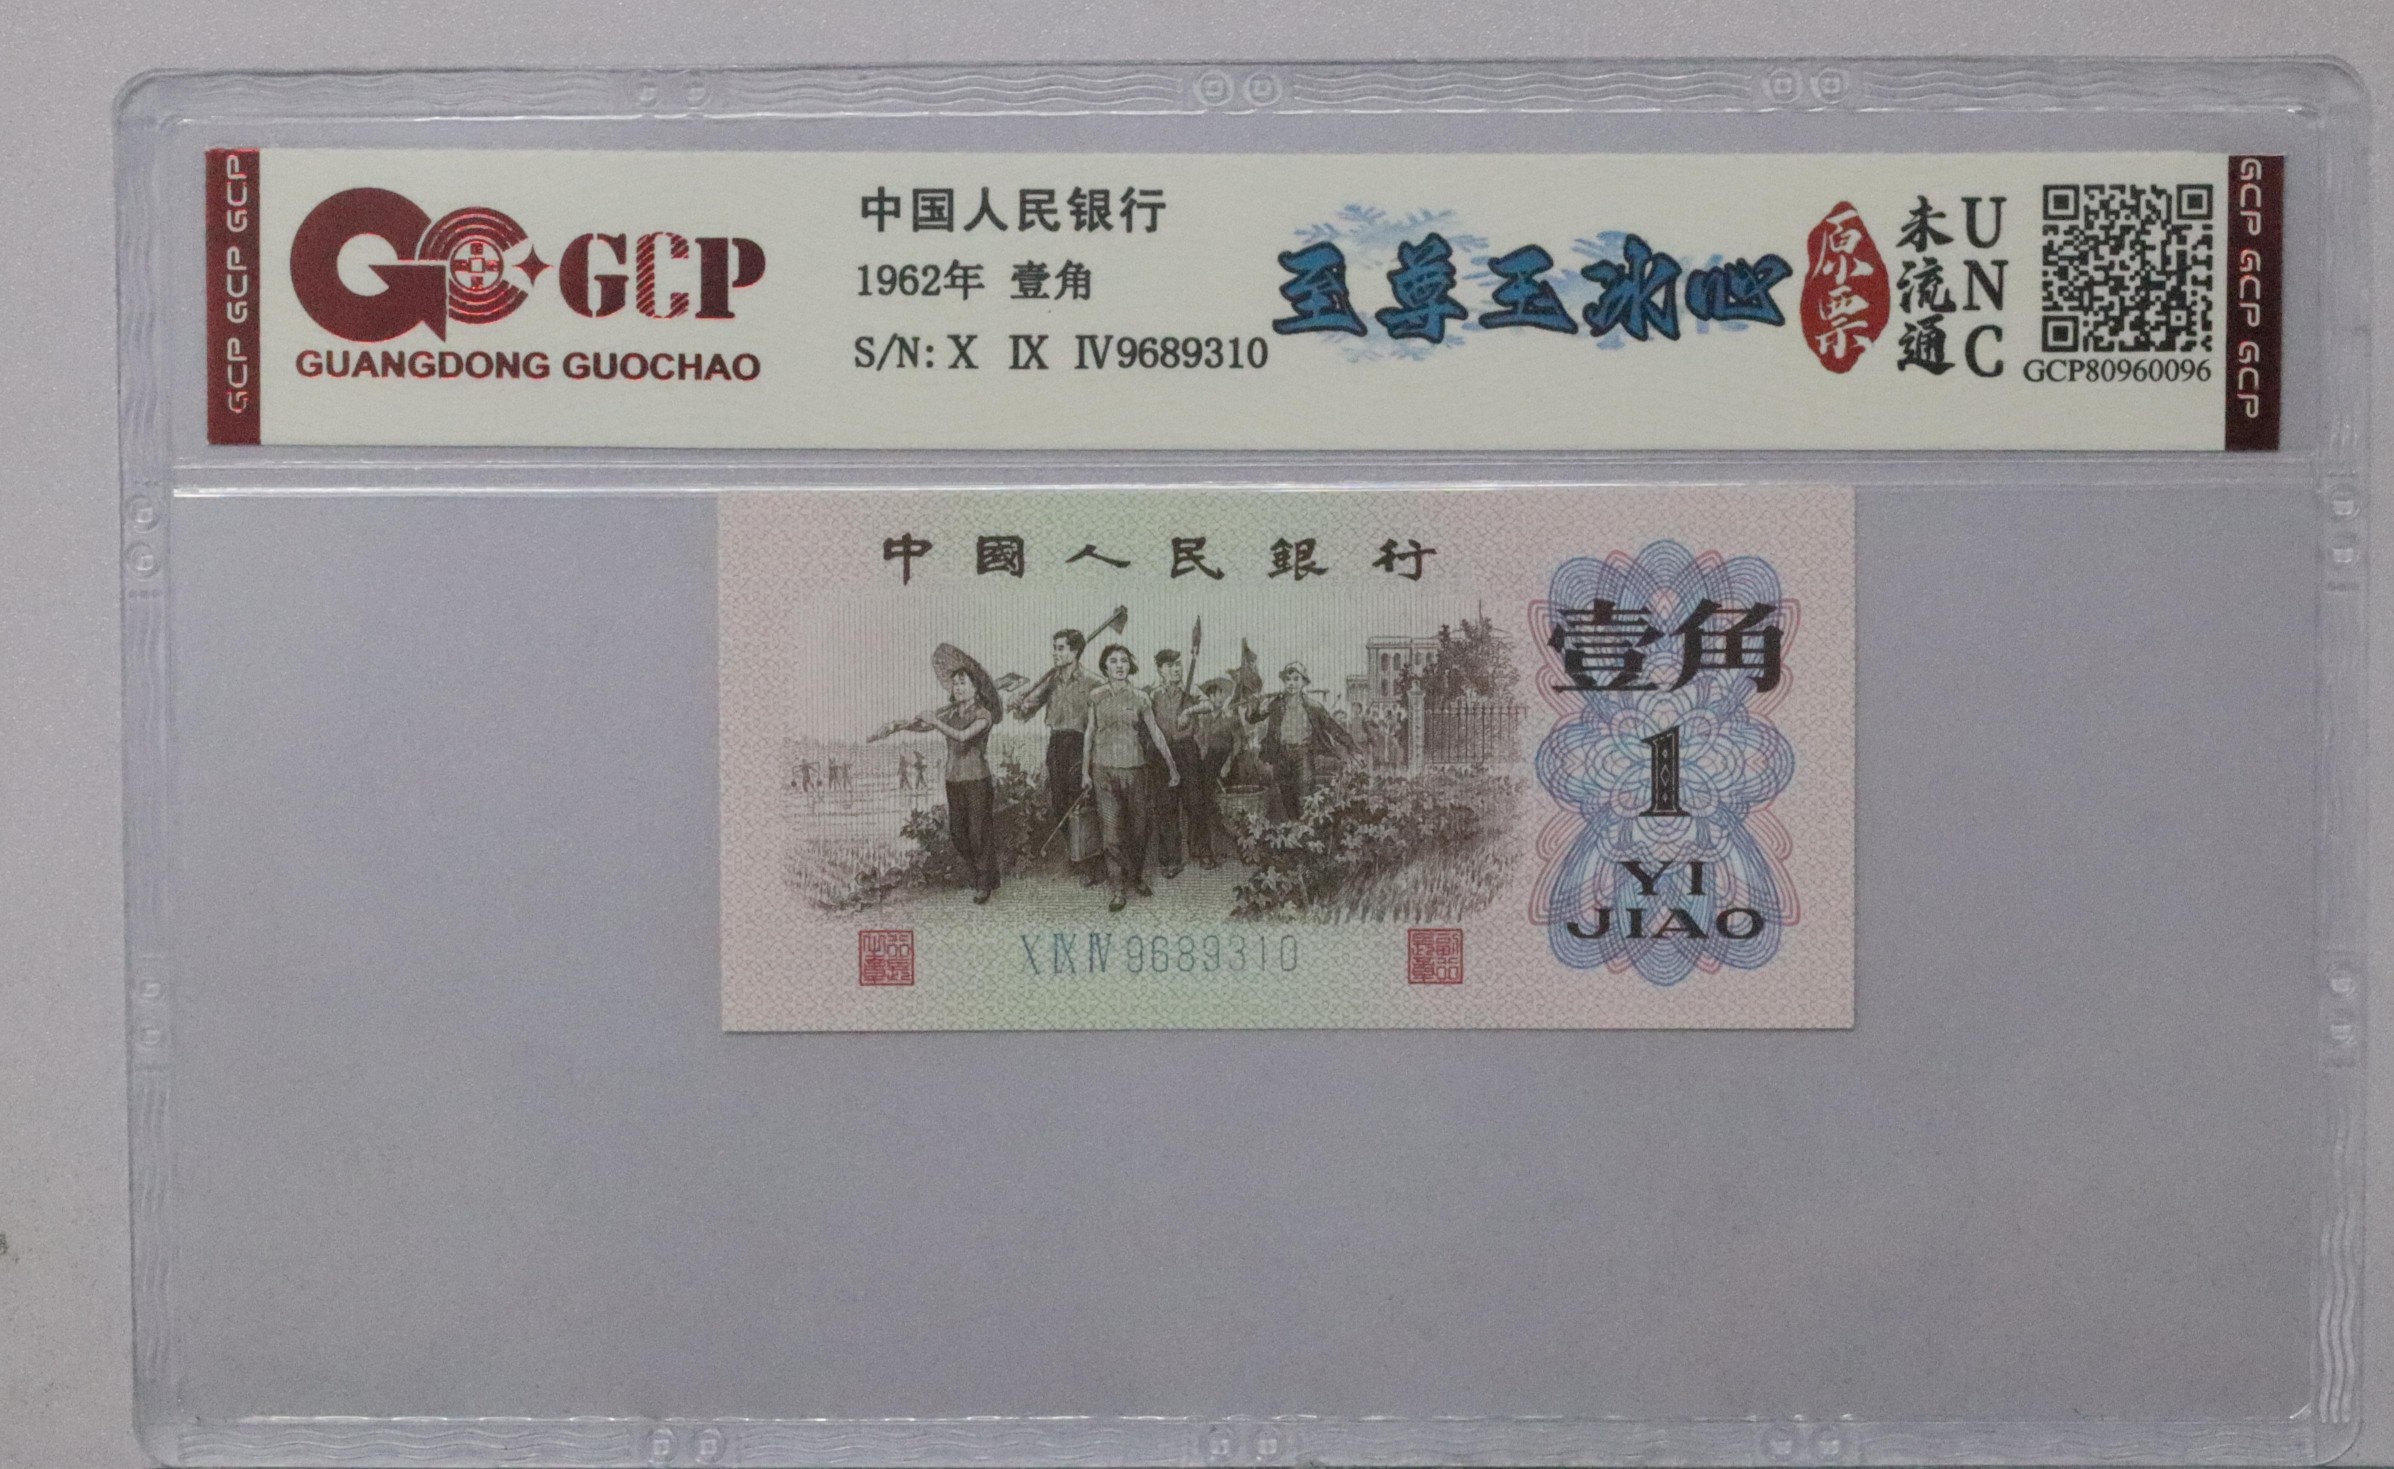 GCP GCP GCP
GCP
GUANGDONG GUOCHAO
中国人民银行
1962年 壹角
S/N: X IX IV9689310
至尊王冰心
原票
未流通
UNC
GCP80960096
GCP GCP GCP
中國人民銀行
壹角
1
YI
JIAO
X IX IV 9689310